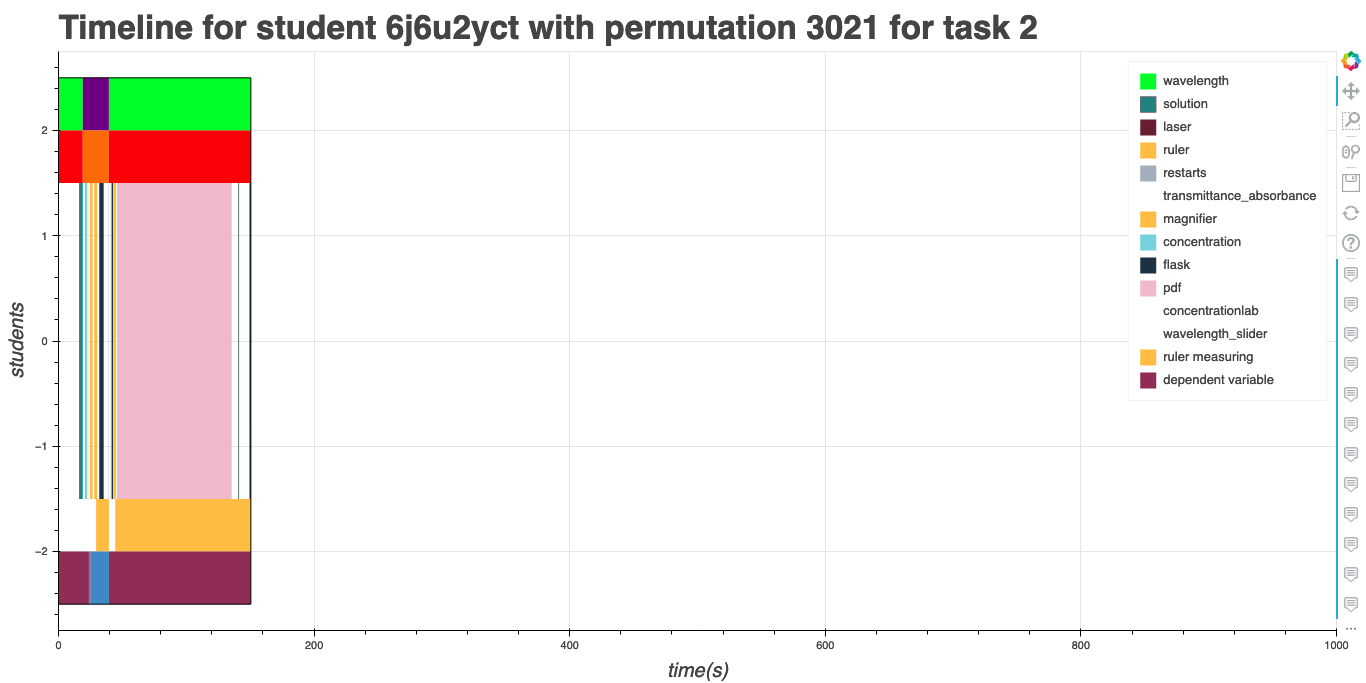 Timeline for student 6j6u2yct with permutation 3021 for task 2
wavelength
solution
laser
ruler
restarts
transmittance_absorbance
magnifier
concentration
flask
pdf
concentrationlab
wavelength_slider
ruler measuring
dependent variable
students
2
1
0
−1
−2
0
200
400
600
800
1000
time(s)